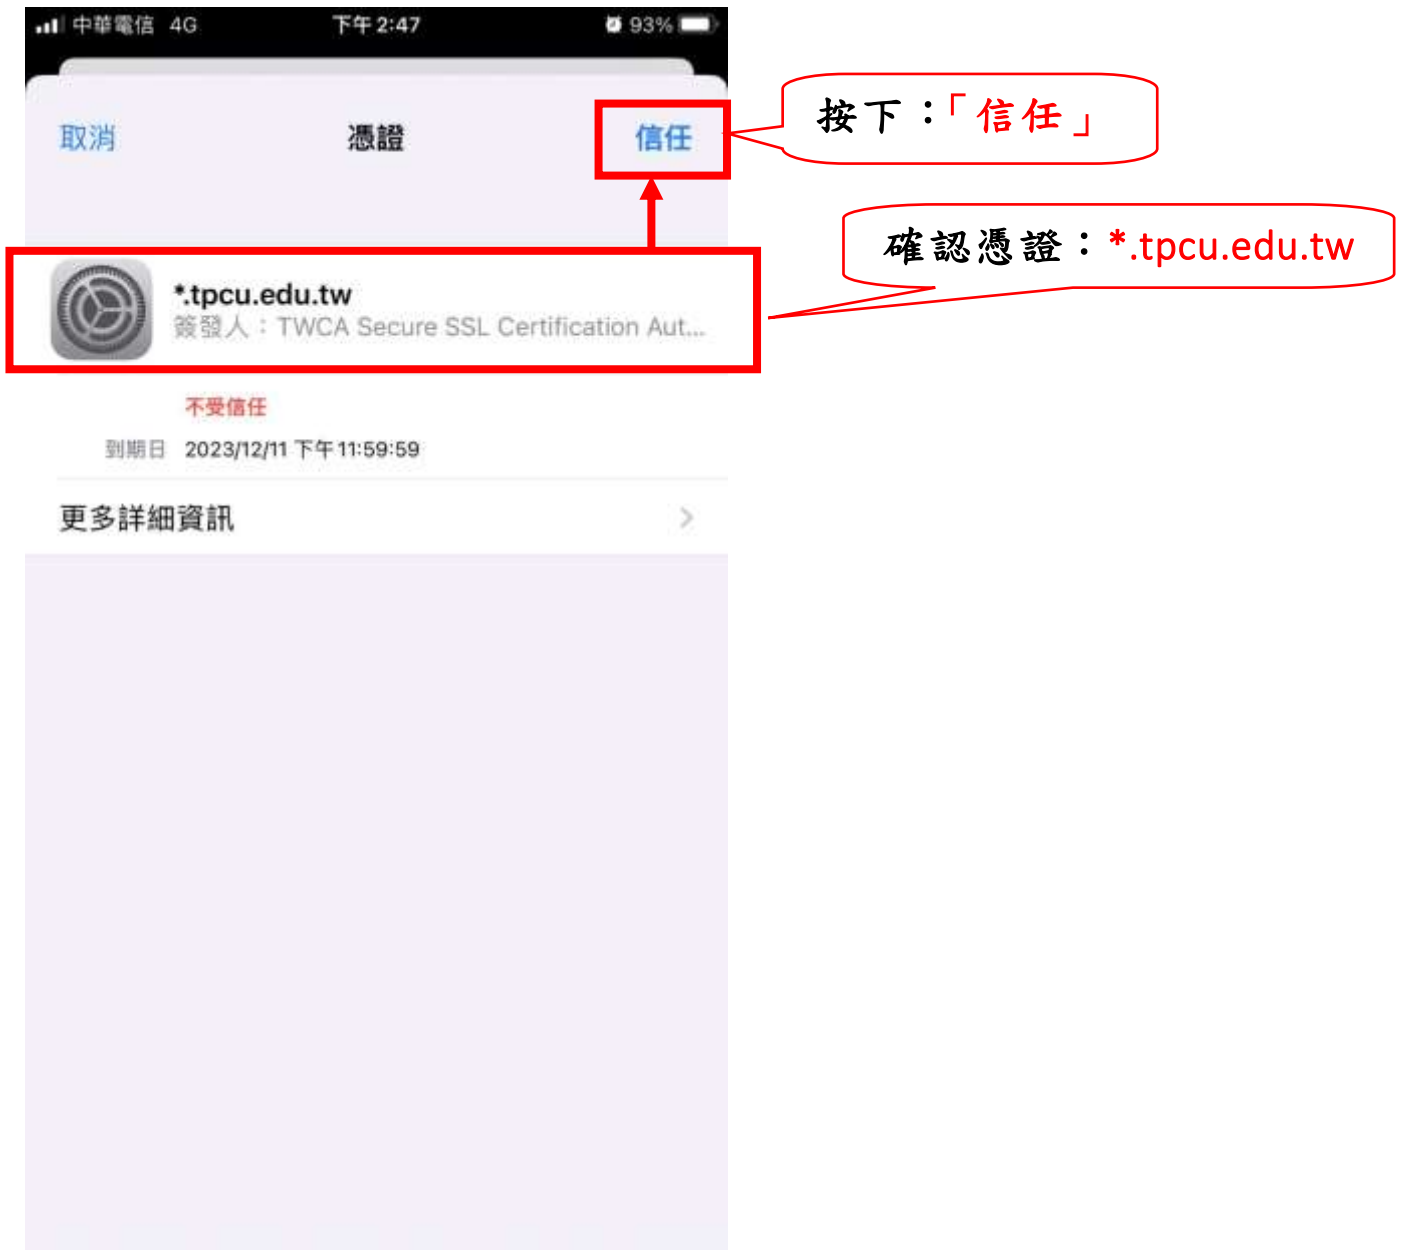 中華電信 4G 下午2:47 93%
取消 憑證 信任
按下：「信任」
確認憑證：*.tpcu.edu.tw
*.tpcu.edu.tw
簽發人：TWCA Secure SSL Certification Aut...
不受信任
到期日 2023/12/11 下午11:59:59
更多詳細資訊